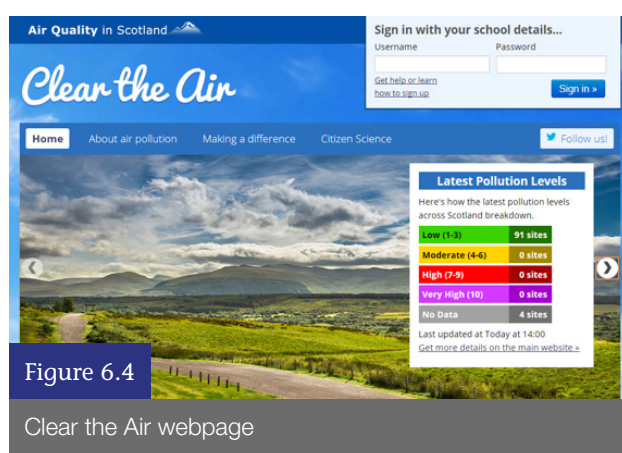 Air Quality in Scotland
Sign in with your school details...
Username Password
Get help or learn
how to sign up
Sign in »
Clear the Air
Home About air pollution Making a difference Citizen Science Follow us!
Latest Pollution Levels
Here's how the latest pollution levels
across Scotland breakdown.
Low (1-3) 91 sites
Moderate (4-6) 0 sites
High (7-9) 0 sites
Very High (10) 0 sites
No Data 4 sites
Last updated at Today at 14:00
Get more details on the main website »
Figure 6.4
Clear the Air webpage